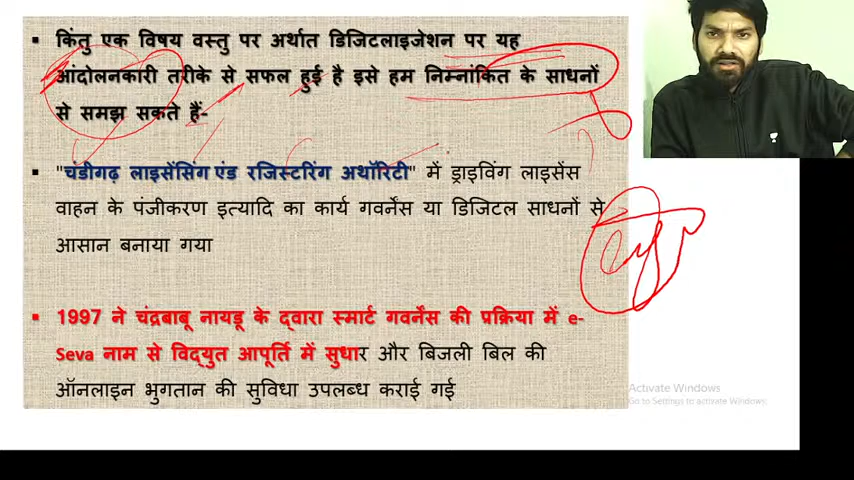 ▪ किंतु एक विषय वस्तु पर अर्थात डिजिटलाइजेशन पर यह
आंदोलनकारी तरीके से सफल हुई है इसे हम निम्नांकित के साधनों
से समझ सकते हैं-
▪ "चंडीगढ़ लाइसेंसिंग एंड रजिस्टरिंग अथॉरिटी" में ड्राइविंग लाइसेंस
वाहन के पंजीकरण इत्यादि का कार्य गवर्नेंस या डिजिटल साधनों से
आसान बनाया गया
▪ 1997 ने चंद्रबाबू नायडू के द्वारा स्मार्ट गवर्नेंस की प्रक्रिया में e-
Seva नाम से विद्युत आपूर्ति में सुधार और बिजली बिल की
ऑनलाइन भुगतान की सुविधा उपलब्ध कराई गई
Activate Windows
Go to Settings to activate Windows.